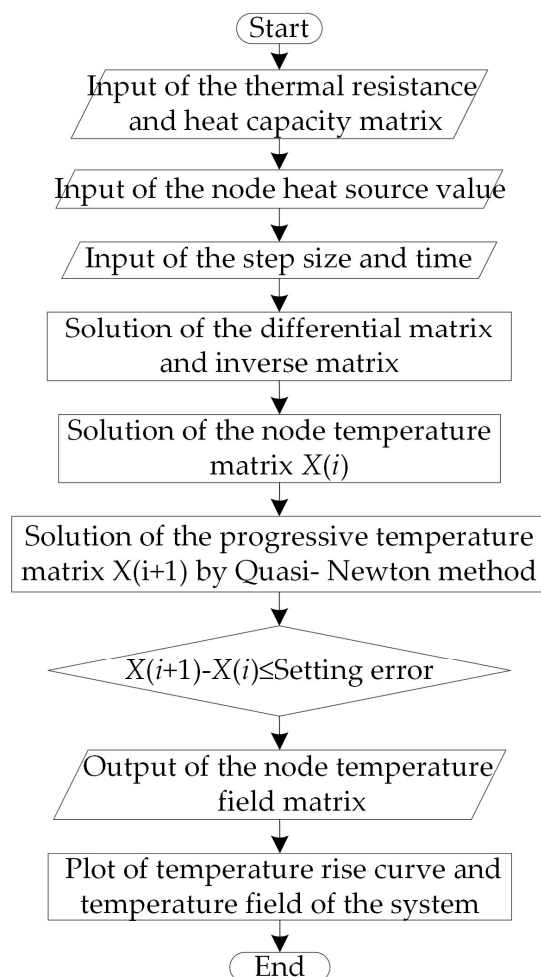 Start
Input of the thermal resistance
and heat capacity matrix
Input of the node heat source value
Input of the step size and time
Solution of the differential matrix
and inverse matrix
Solution of the node temperature
matrix X(i)
Solution of the progressive temperature
matrix X(i+1) by Quasi- Newton method
X(i+1)-X(i)≤Setting error
Output of the node temperature
field matrix
Plot of temperature rise curve and
temperature field of the system
End